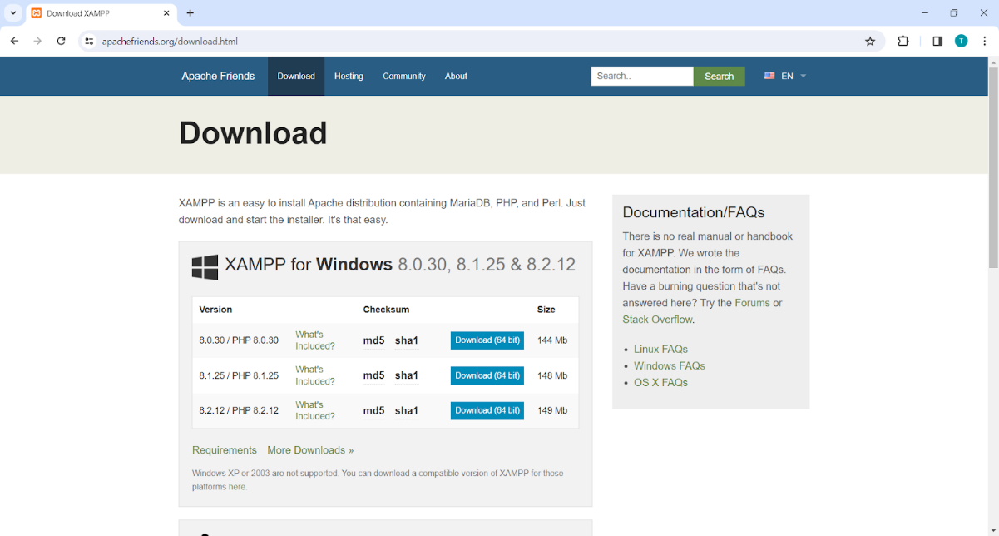 Download XAMPP
apachefriends.org/download.html
T
Apache Friends Download Hosting Community About Search.. Search EN
Download
XAMPP is an easy to install Apache distribution containing MariaDB, PHP, and Perl. Just
download and start the installer. It's that easy.
XAMPP for Windows 8.0.30, 8.1.25 & 8.2.12
Version Checksum Size
8.0.30 / PHP 8.0.30 What's
Included? md5 sha1 Download (64 bit) 144 Mb
8.1.25 / PHP 8.1.25 What's
Included? md5 sha1 Download (64 bit) 148 Mb
8.2.12 / PHP 8.2.12 What's
Included? md5 sha1 Download (64 bit) 149 Mb
Requirements More Downloads »
Windows XP or 2003 are not supported. You can download a compatible version of XAMPP for these
platforms here.
Documentation/FAQs
There is no real manual or handbook
for XAMPP. We wrote the
documentation in the form of FAQs.
Have a burning question that's not
answered here? Try the Forums or
Stack Overflow.
• Linux FAQs
• Windows FAQs
• OS X FAQs